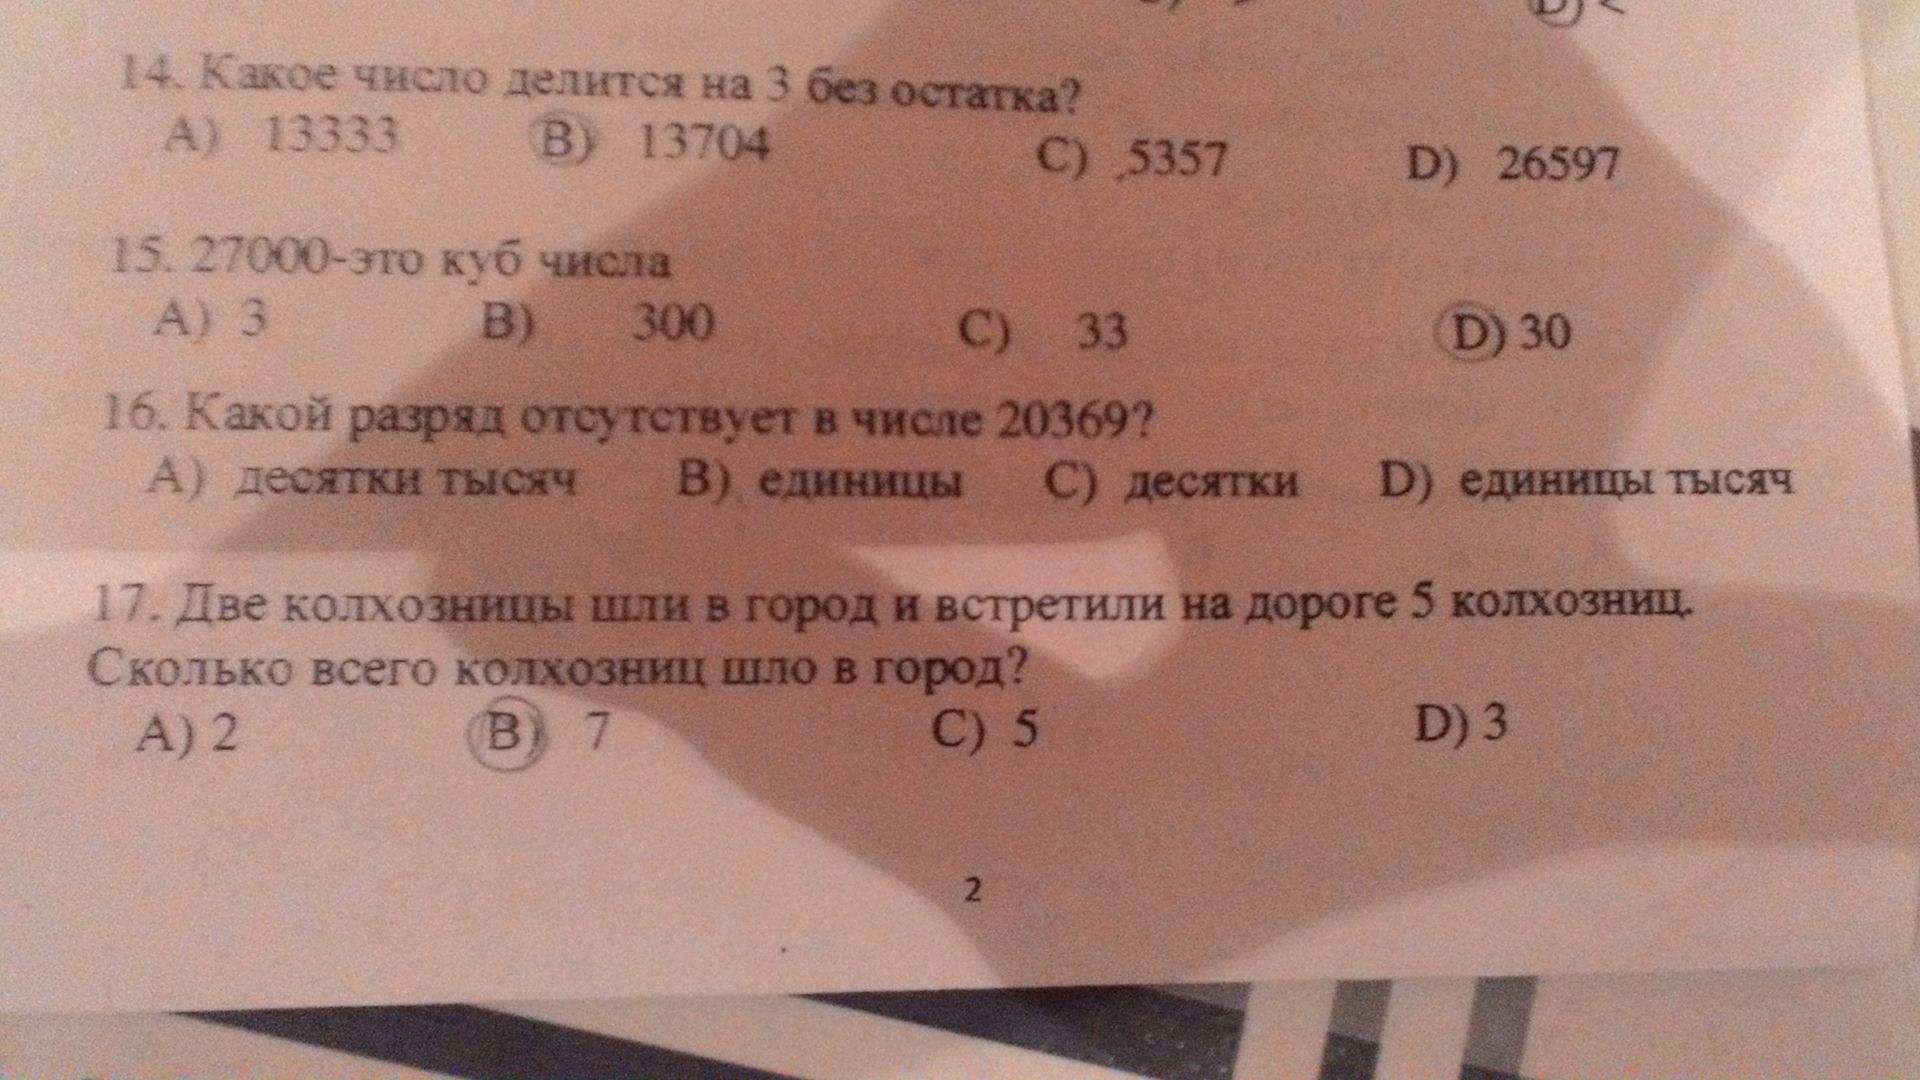 D) <
14. Какое число делится на 3 без остатка?
A) 13333 B) 13704 C) 5357 D) 26597
15. 27000-это куб числа
A) 3 B) 300 C) 33 D) 30
16. Какой разряд отсутствует в числе 20369?
A) десятки тысяч B) единицы C) десятки D) единицы тысяч
17. Две колхозницы шли в город и встретили на дороге 5 колхозниц.
Сколько всего колхозниц шло в город?
A) 2 B) 7 C) 5 D) 3
2